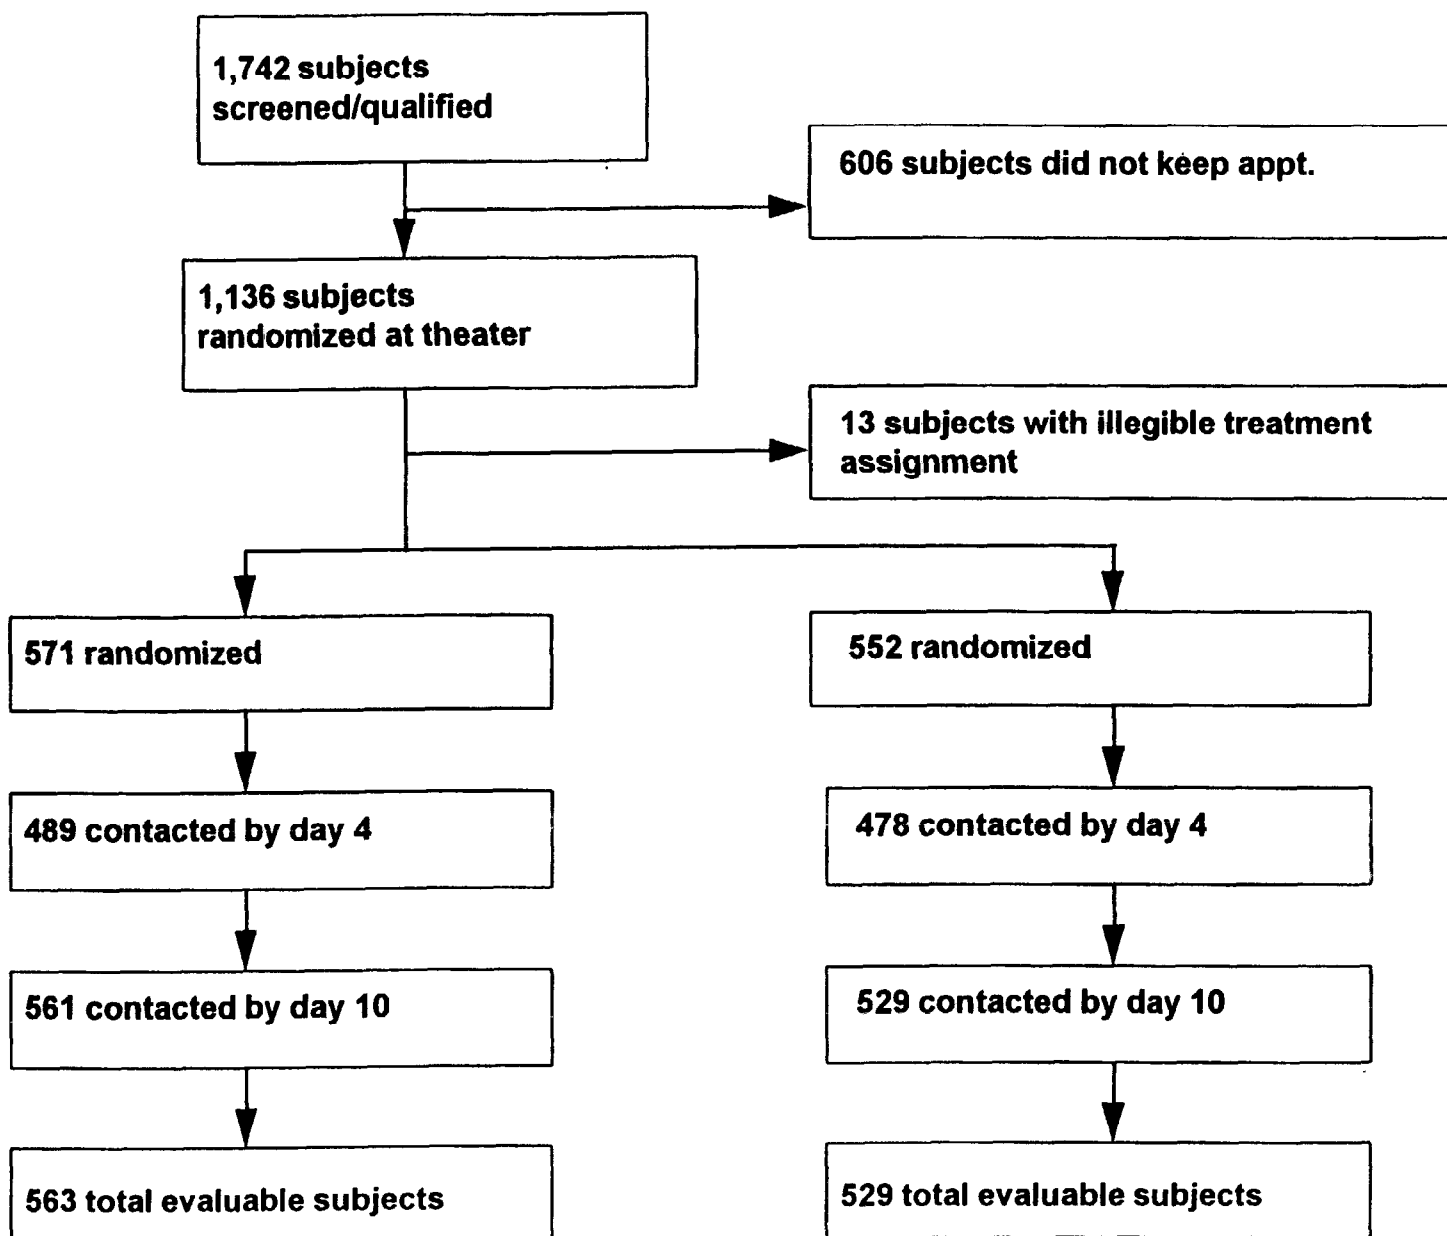 1,742 subjects
screened/qualified
606 subjects did not keep appt.
1,136 subjects
randomized at theater
13 subjects with illegible treatment
assignment
571 randomized
552 randomized
489 contacted by day 4
478 contacted by day 4
561 contacted by day 10
529 contacted by day 10
563 total evaluable subjects
529 total evaluable subjects